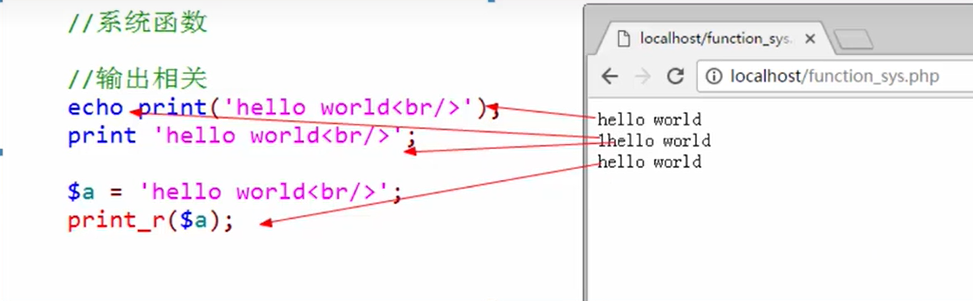 //系统函数
//输出相关
echo print('hello world<br/>');
print 'hello world<br/>';
$a = 'hello world<br/>';
print_r($a);
localhost/function_sys.
localhost/function_sys.php
hello world
1hello world
hello world